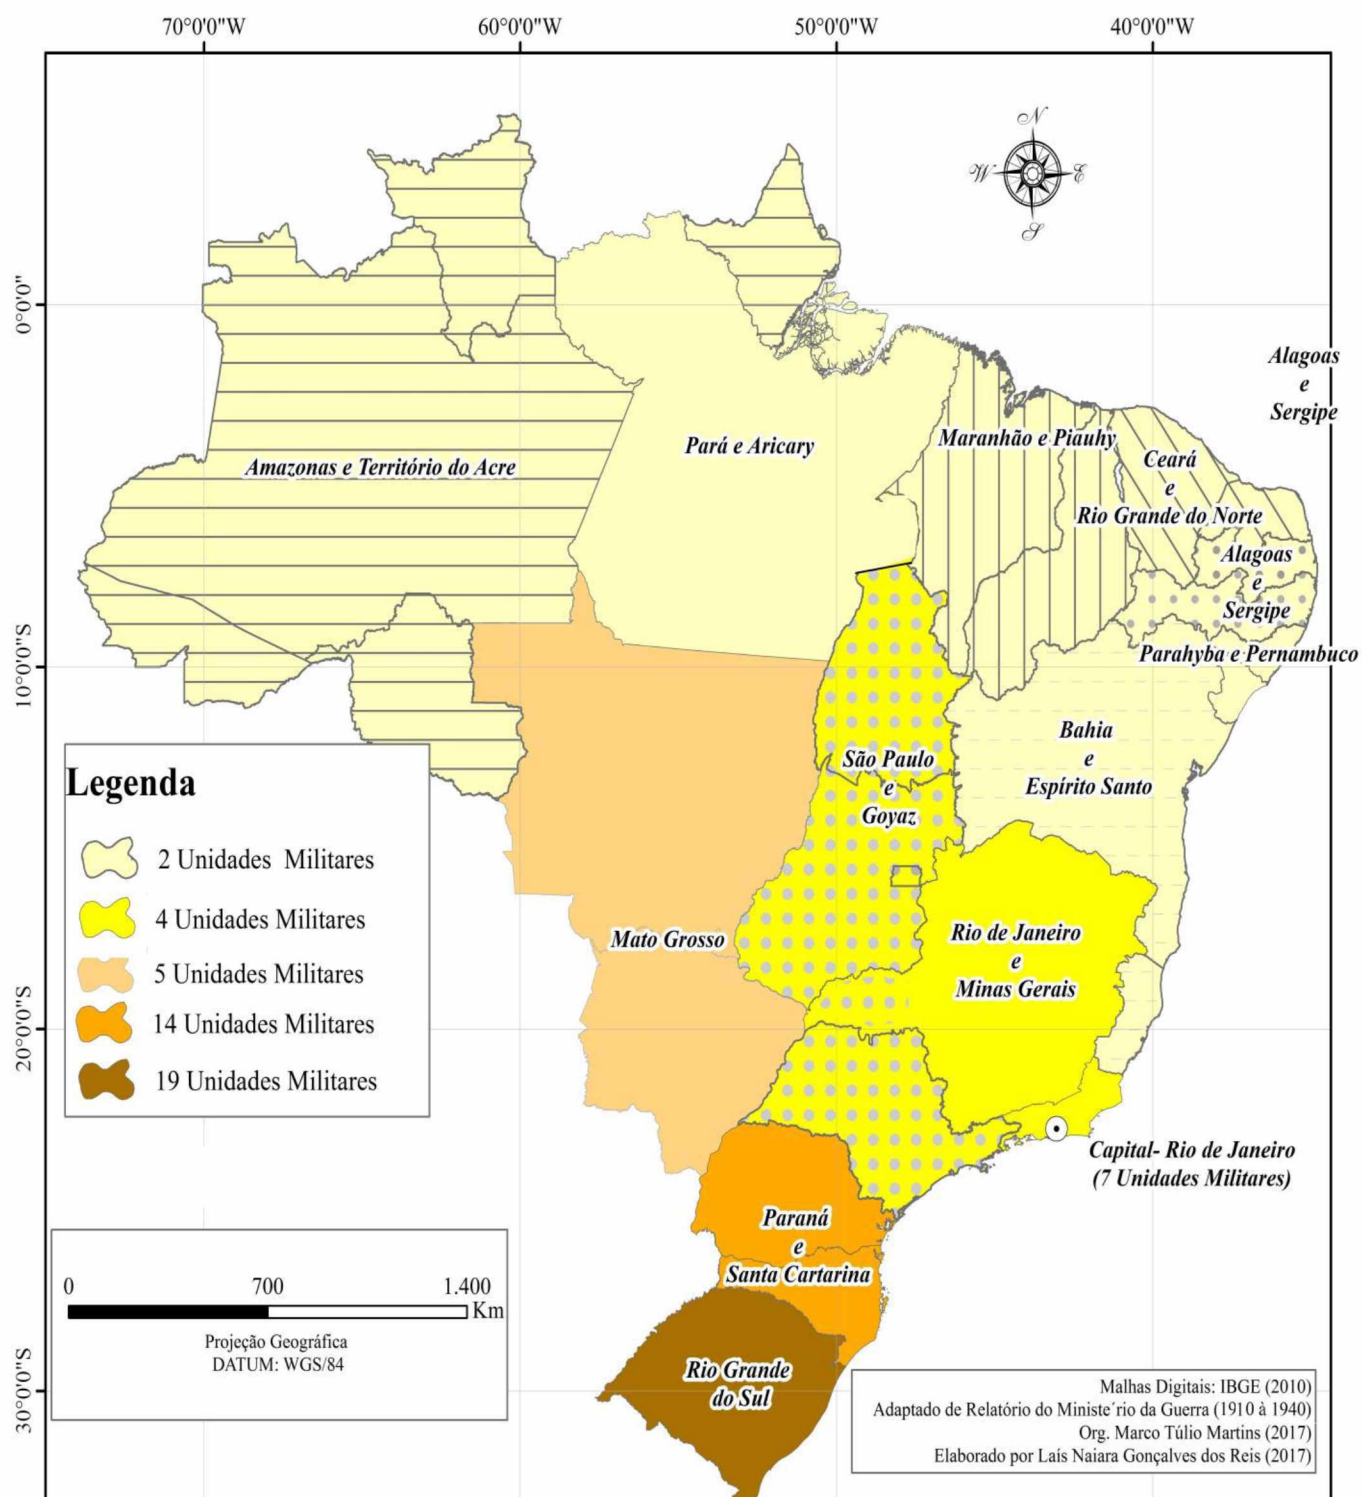 70°0'0"W
60°0'0"W
50°0'0"W
40°0'0"W
N
W
E
S
0°0'0"
10°0'0"S
20°0'0"S
30°0'0"S
Alagoas
e
Sergipe
Amazonas e Território do Acre
Pará e Aricary
Maranhão e Piauhy
Ceará
e
Rio Grande do Norte
Alagoas
e
Sergipe
Parahyba e Pernambuco
Bahia
e
Espírito Santo
São Paulo
e
Goyaz
Mato Grosso
Rio de Janeiro
e
Minas Gerais
Capital- Rio de Janeiro
(7 Unidades Militares)
Paraná
e
Santa Cartarina
Rio Grande
do Sul
Legenda
2 Unidades Militares
4 Unidades Militares
5 Unidades Militares
14 Unidades Militares
19 Unidades Militares
0
700
1.400
Km
Projeção Geográfica
DATUM: WGS/84
Malhas Digitais: IBGE (2010)
Adaptado de Relatório do Ministe´rio da Guerra (1910 à 1940)
Org. Marco Túlio Martins (2017)
Elaborado por Laís Naiara Gonçalves dos Reis (2017)